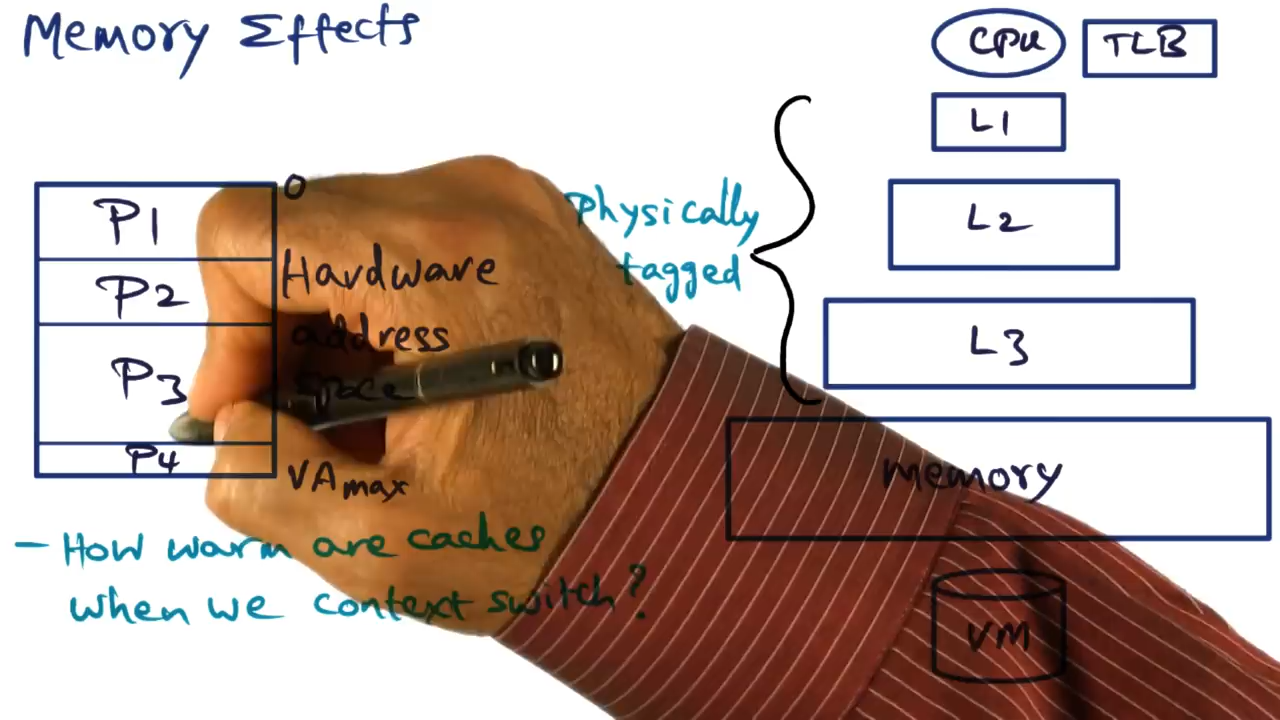 Memory Effects
CPU
TLB
L1
Physically
tagged
L2
L3
Memory
VM
0
P1
P2
P3
P4
Hardware
address
space
VAmax
- How warm are caches
when we context switch?